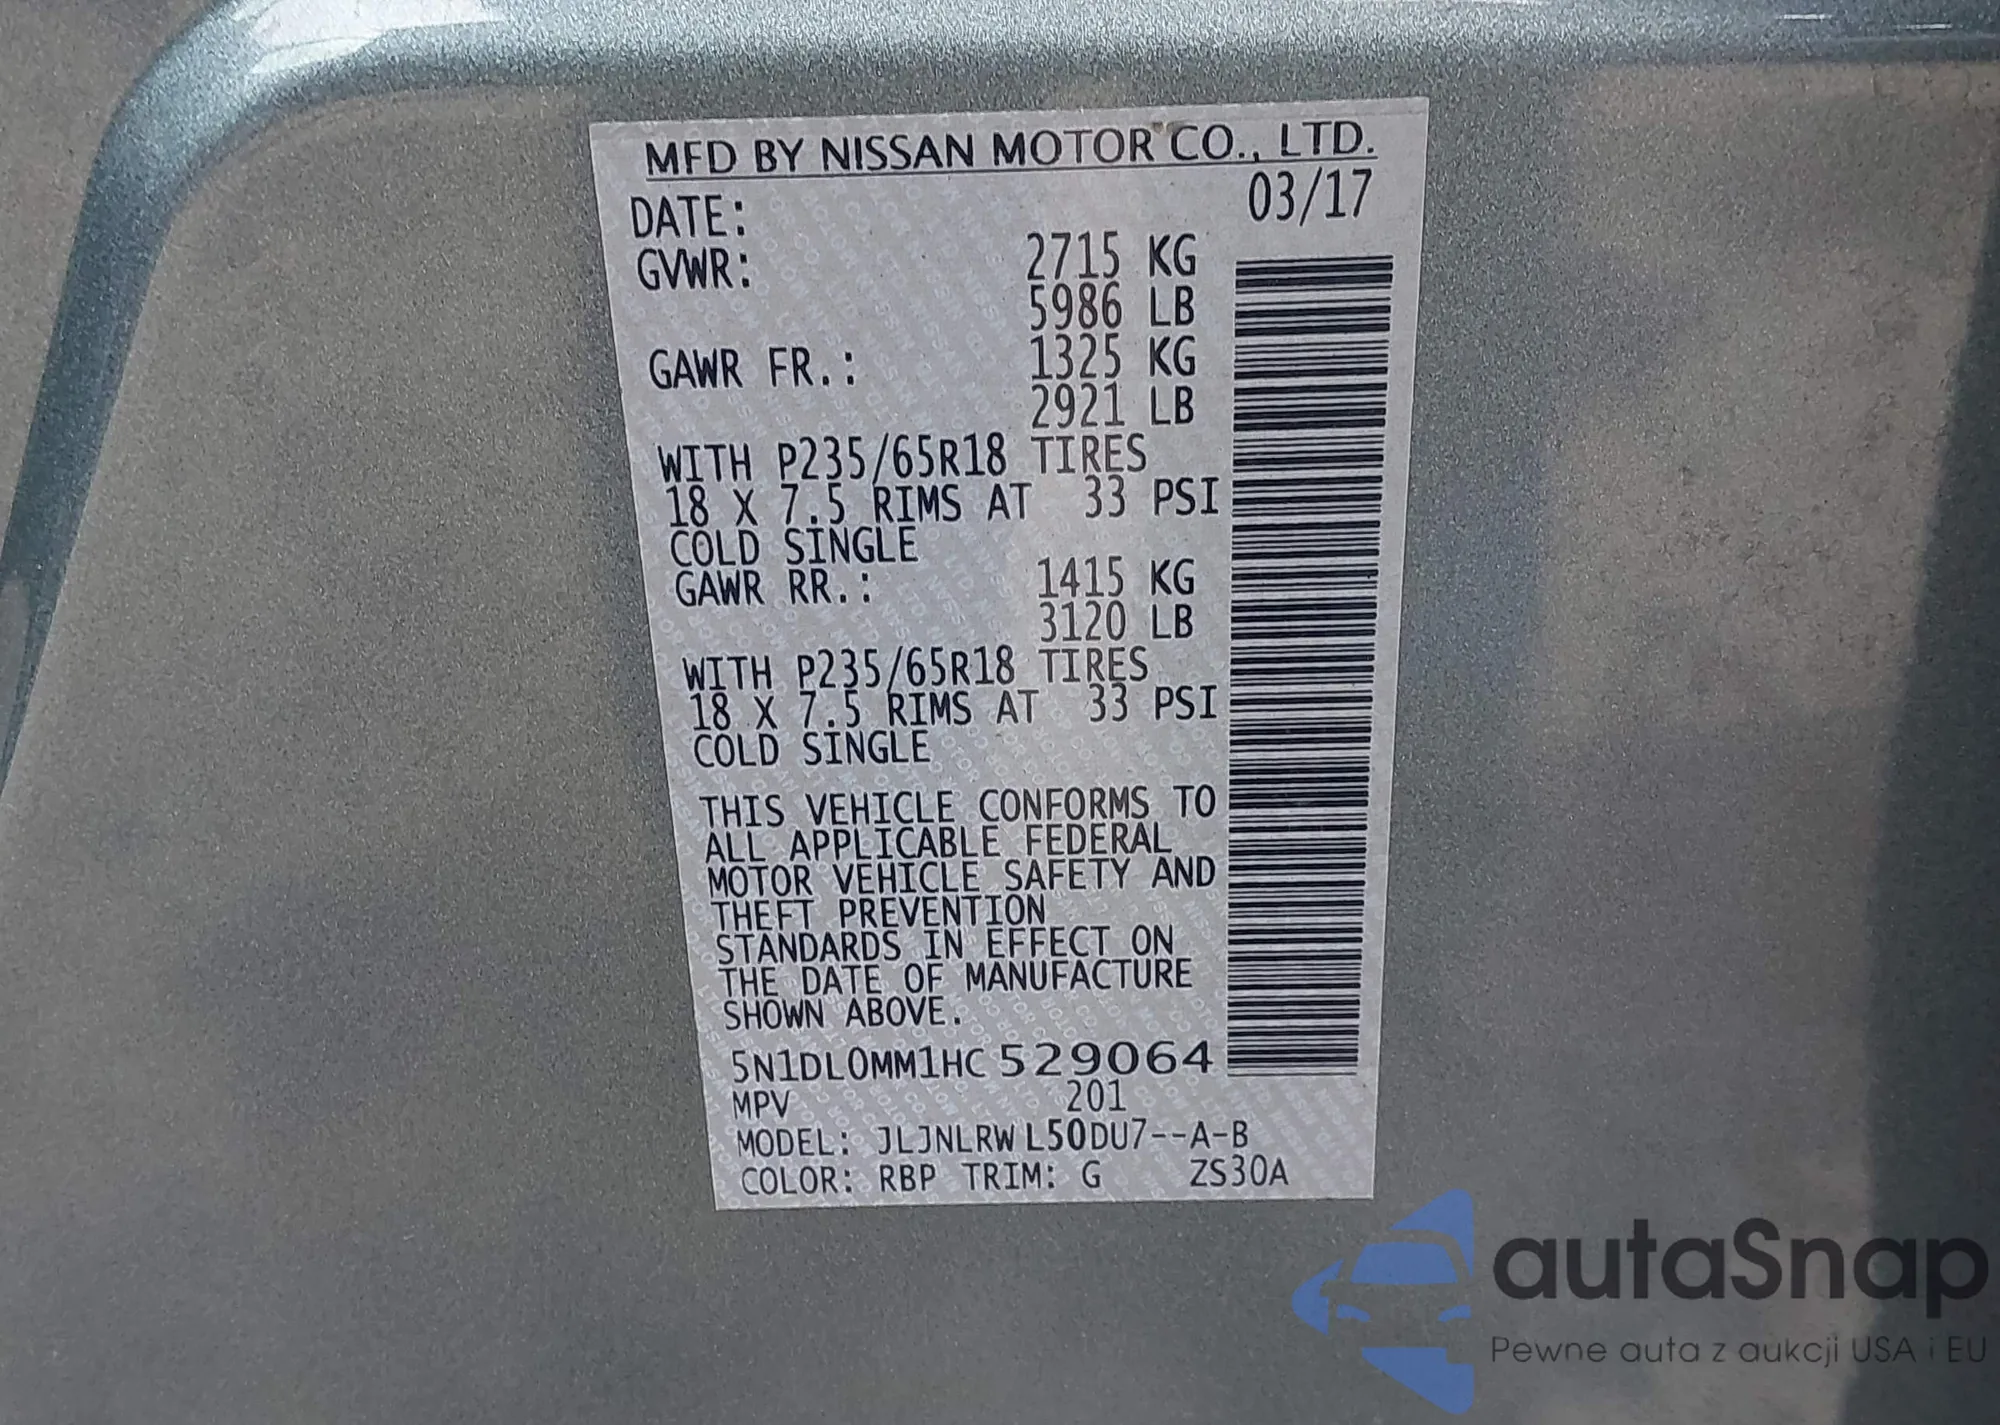 MFD BY NISSAN MOTOR CO., LTD.
DATE: 03/17
GVWR: 2715 KG
5986 LB
GAWR FR.: 1325 KG
2921 LB
WITH P235/65R18 TIRES
18 X 7.5 RIMS AT 33 PSI
COLD SINGLE
GAWR RR.: 1415 KG
3120 LB
WITH P235/65R18 TIRES
18 X 7.5 RIMS AT 33 PSI
COLD SINGLE
THIS VEHICLE CONFORMS TO
ALL APPLICABLE FEDERAL
MOTOR VEHICLE SAFETY AND
THEFT PREVENTION
STANDARDS IN EFFECT ON
THE DATE OF MANUFACTURE
SHOWN ABOVE.
5N1DL0MM1HC529064
MPV 201
MODEL: JLJNLRW L50DU7--A-B
COLOR: RBP TRIM: G ZS30A
autaSnap
Pewne auta z aukcji USA i EU